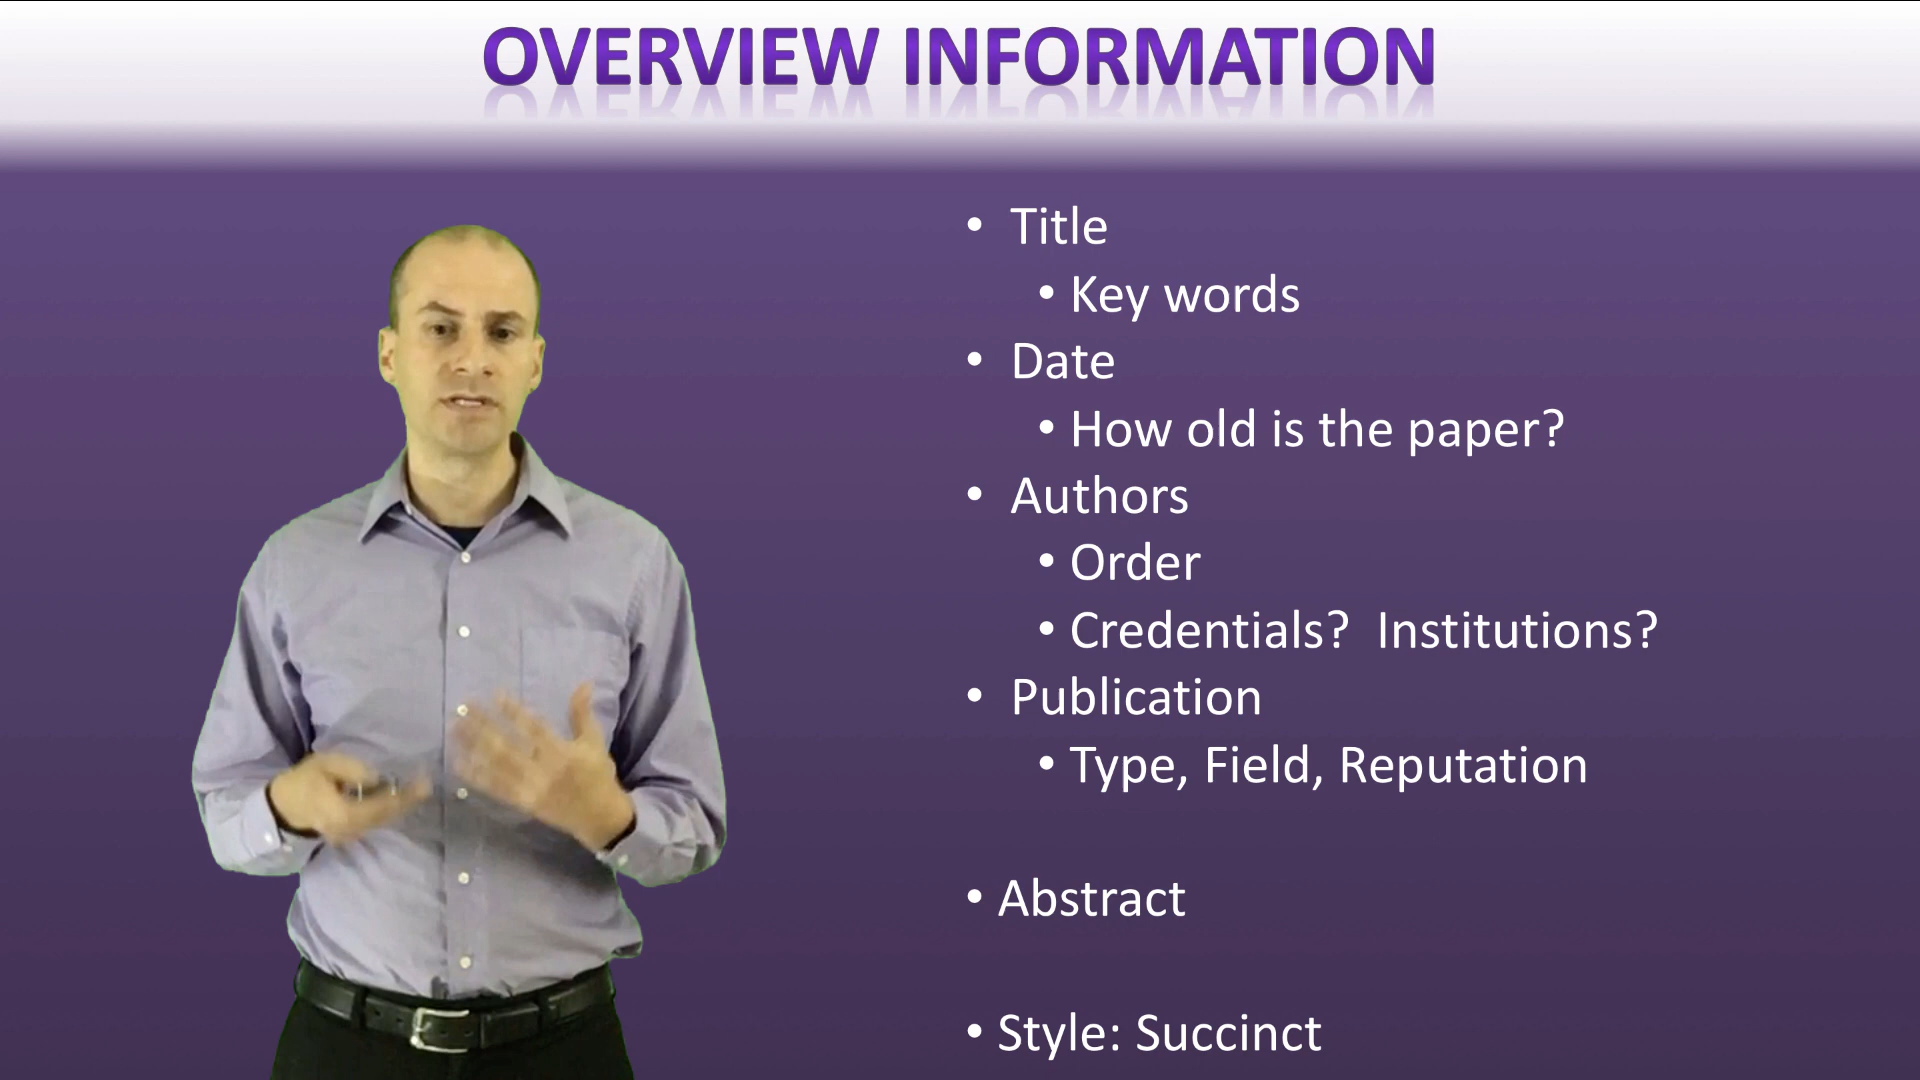 OVERVIEW INFORMATION
• Title
• Key words
• Date
• How old is the paper?
• Authors
• Order
• Credentials?  Institutions?
• Publication
• Type, Field, Reputation
• Abstract
• Style: Succinct